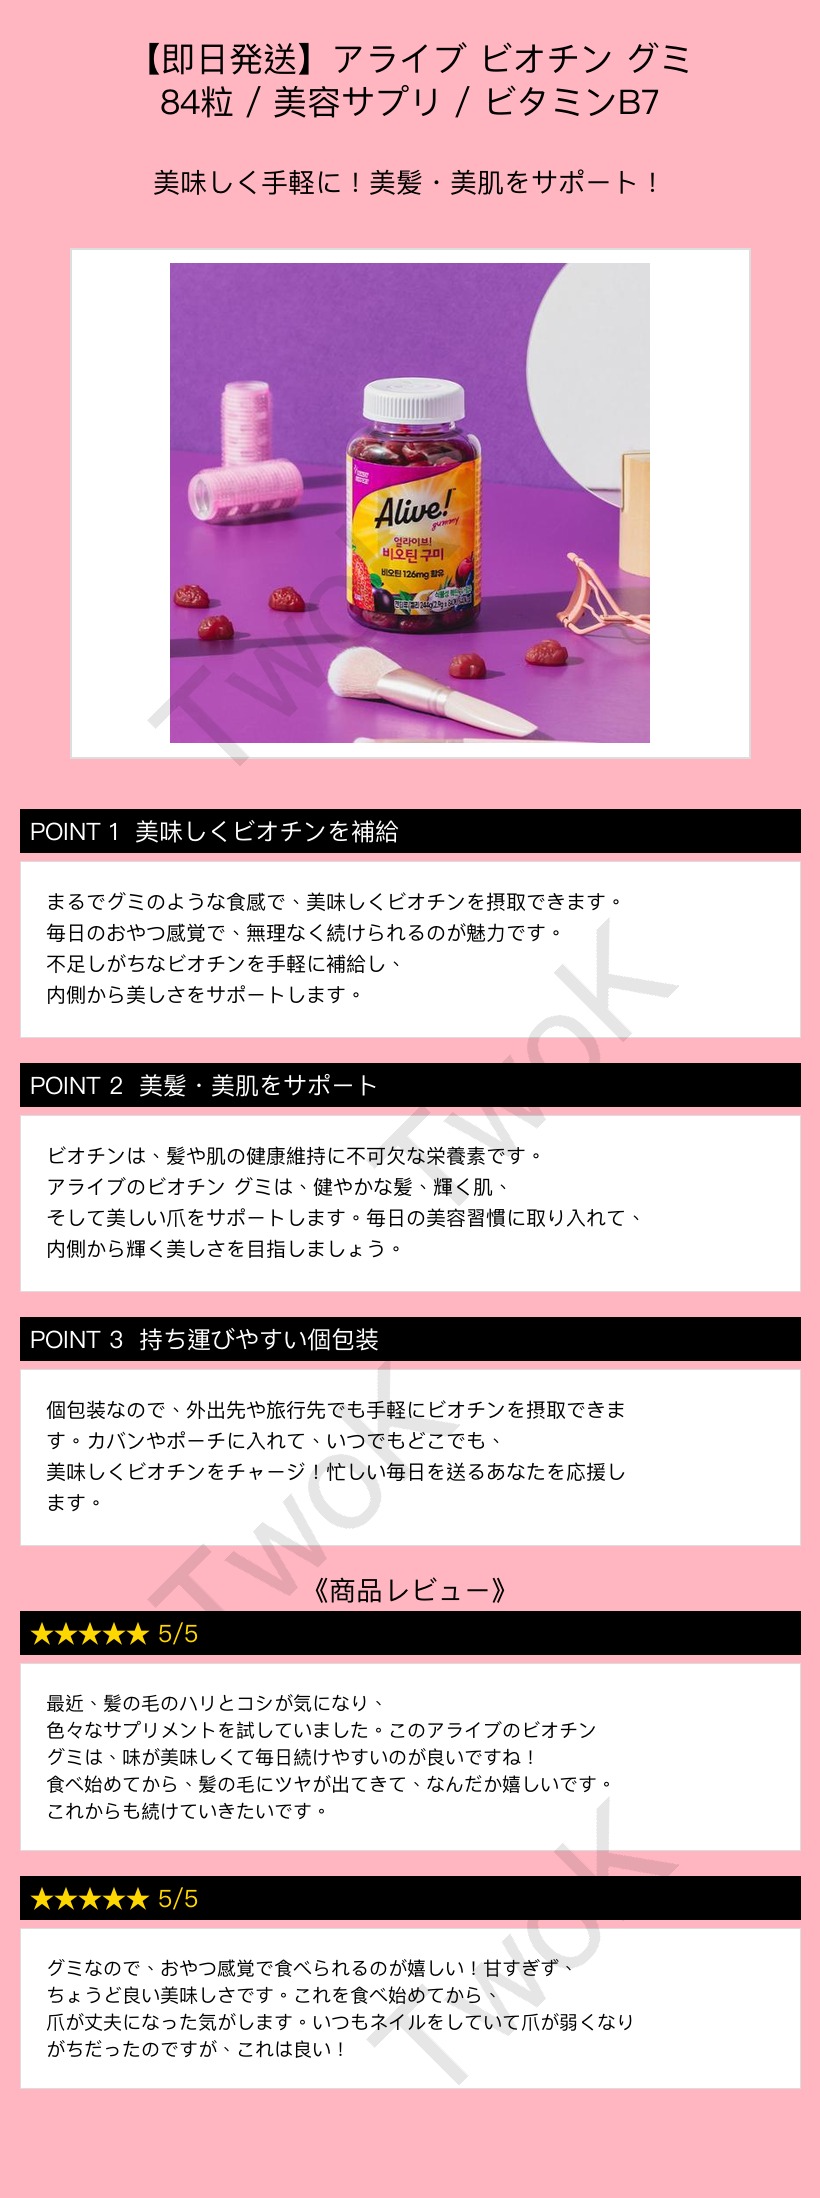 【即日発送】アライブ ビオチン グミ
84粒 / 美容サプリ / ビタミンB7
美味しく手軽に！美髪・美肌をサポート！
Alive!
gummy
얼라이브!
비오틴 구미
비오틴 126mg 함유
POINT 1 美味しくビオチンを補給
まるでグミのような食感で、美味しくビオチンを摂取できます。
毎日のおやつ感覚で、無理なく続けられるのが魅力です。
不足しがちなビオチンを手軽に補給し、
内側から美しさをサポートします。
POINT 2 美髪・美肌をサポート
ビオチンは、髪や肌の健康維持に不可欠な栄養素です。
アライブのビオチン グミは、健やかな髪、輝く肌、
そして美しい爪をサポートします。毎日の美容習慣に取り入れて、
内側から輝く美しさを目指しましょう。
POINT 3 持ち運びやすい個包装
個包装なので、外出先や旅行先でも手軽にビオチンを摂取できま
す。カバンやポーチに入れて、いつでもどこでも、
美味しくビオチンをチャージ！忙しい毎日を送るあなたを応援し
ます。
《商品レビュー》
★★★★★ 5/5
最近、髪の毛のハリとコシが気になり、
色々なサプリメントを試していました。このアライブのビオチン
グミは、味が美味しくて毎日続けやすいのが良いですね！
食べ始めてから、髪の毛にツヤが出てきて、なんだか嬉しいです。
これからも続けていきたいです。
★★★★★ 5/5
グミなので、おやつ感覚で食べられるのが嬉しい！甘すぎず、
ちょうど良い美味しさです。これを食べ始めてから、
爪が丈夫になった気がします。いつもネイルをしていて爪が弱くなり
がちだったのですが、これは良い！
TwoK
TwoK
TwoK
TwoK